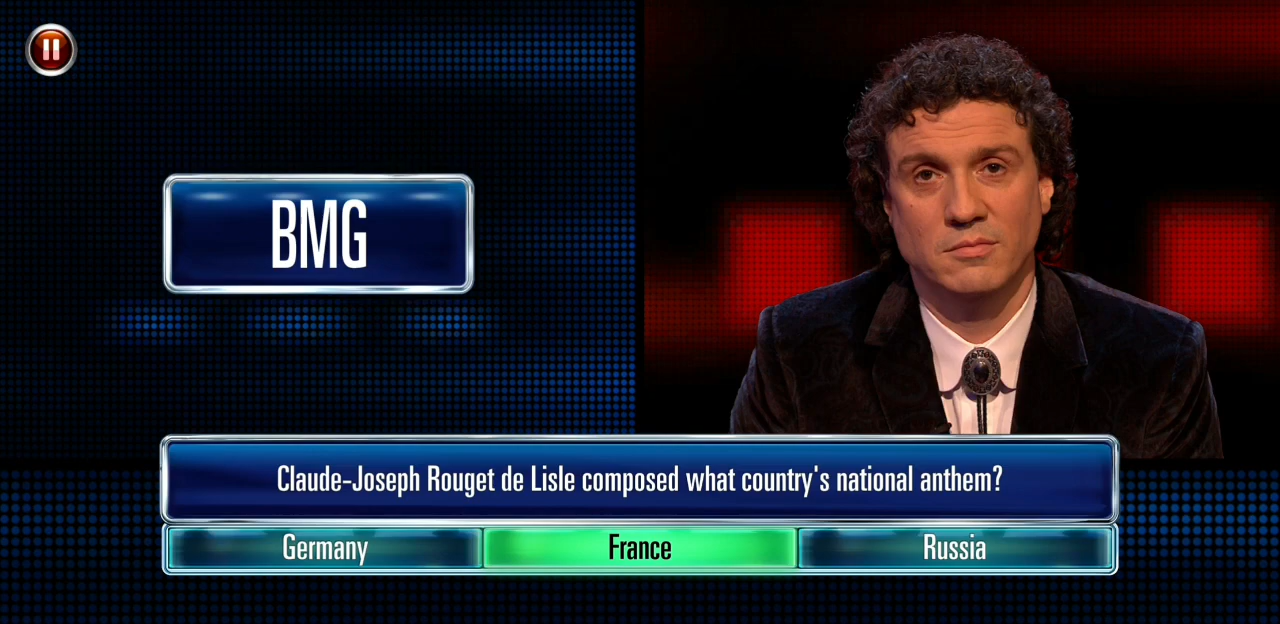 BMG
Claude-Joseph Rouget de Lisle composed what country's national anthem?
Germany
France
Russia